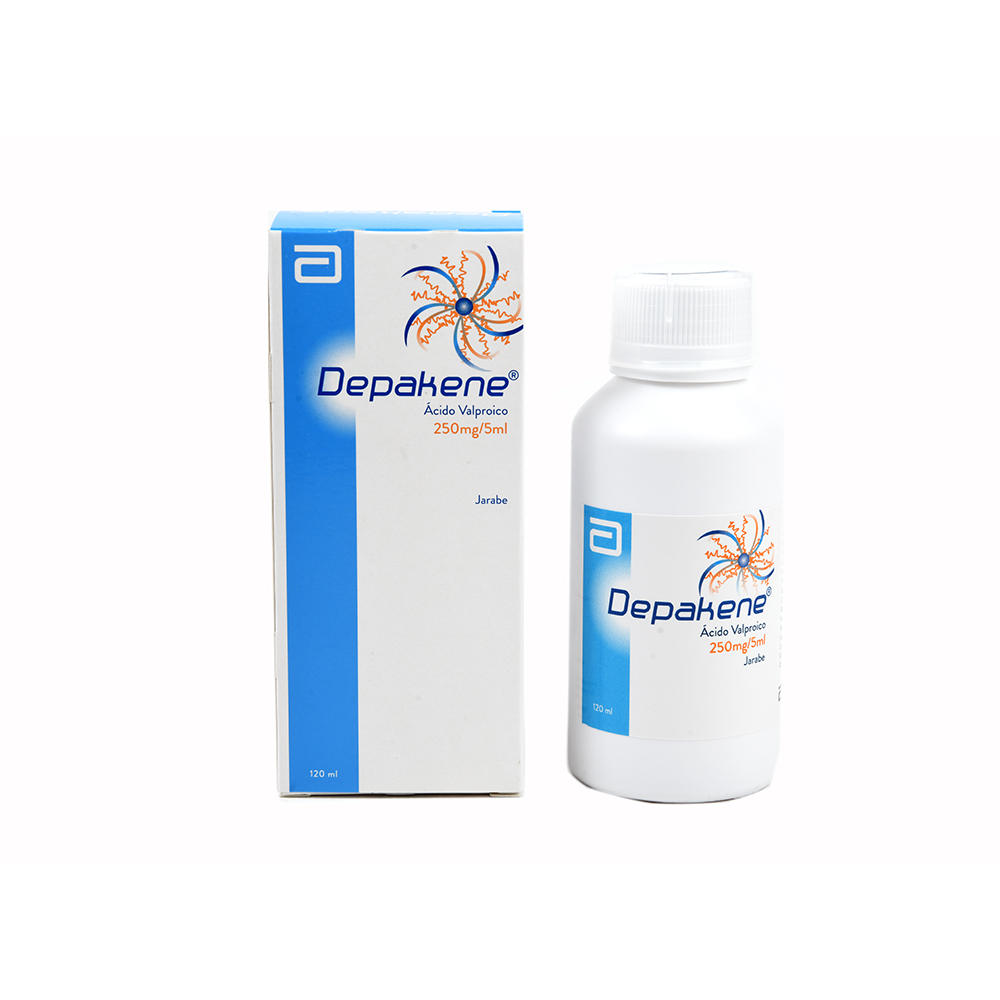 Depakene®
Ácido Valproico
250mg/5ml
Jarabe
120 ml
Depakene®
Ácido Valproico
250mg/5ml
Jarabe
120 ml